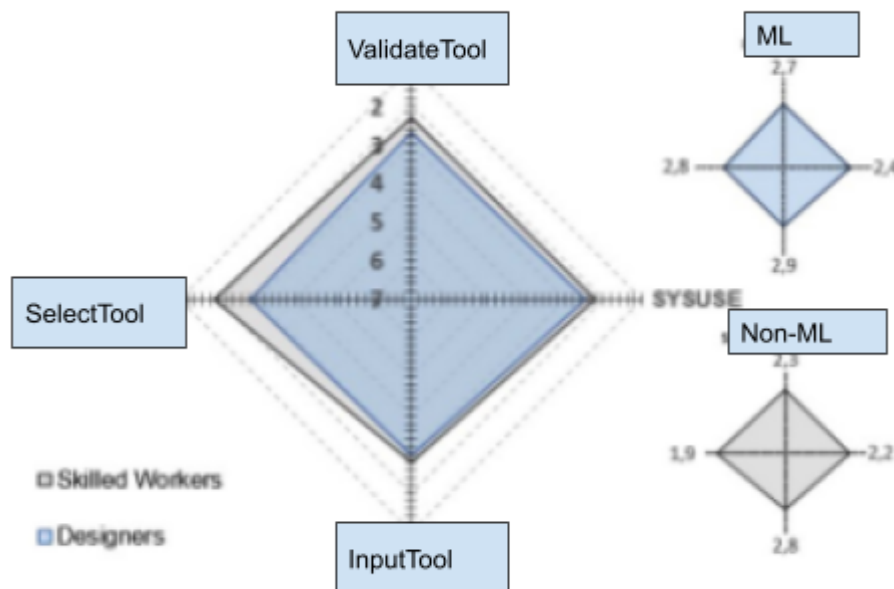 ValidateTool
2
3
4
5
6
7
SelectTool
SYSUSE
InputTool
Skilled Workers
Designers
ML
2,7
2,8
2,4
2,9
Non-ML
2,3
1,9
2,2
2,8